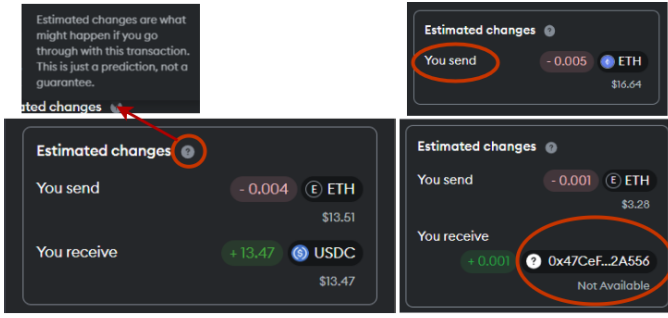 Estimated changes are what
might happen if you go
through with this transaction.
This is just a prediction, not a
guarantee.
ated changes
Estimated changes ?
You send - 0.004 E ETH
$13.51
You receive +13.47 USDC
$13.47
Estimated changes ?
You send - 0.005 ETH
$16.64
Estimated changes ?
You send - 0.001 E ETH
$3.28
You receive
+ 0.001 ? 0x47CeF...2A556
Not Available